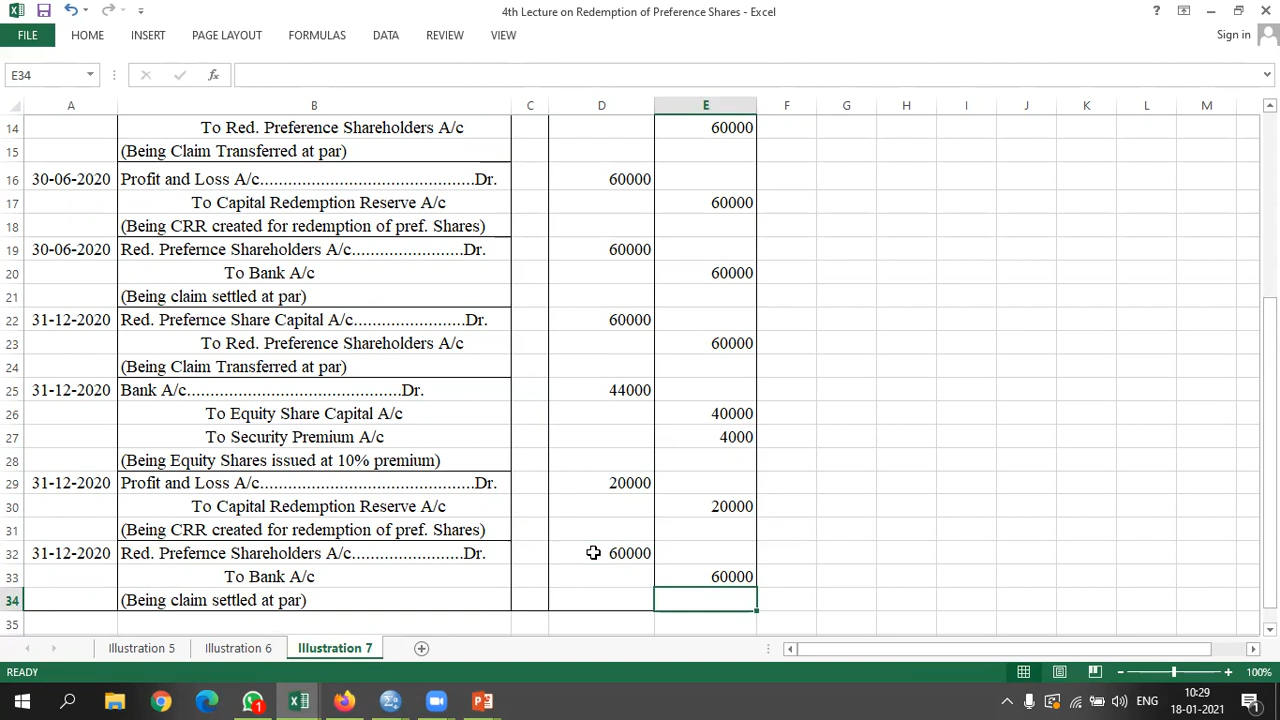 4th Lecture on Redemption of Preference Shares - Excel
FILE HOME INSERT PAGE LAYOUT FORMULAS DATA REVIEW VIEW Sign in
E34
A B C D E F G H I J K L M
14 To Red. Preference Shareholders A/c 60000
15 (Being Claim Transferred at par)
16 30-06-2020 Profit and Loss A/c..............................................Dr. 60000
17 To Capital Redemption Reserve A/c 60000
18 (Being CRR created for redemption of pref. Shares)
19 30-06-2020 Red. Prefernce Shareholders A/c........................Dr. 60000
20 To Bank A/c 60000
21 (Being claim settled at par)
22 31-12-2020 Red. Prefernce Share Capital A/c........................Dr. 60000
23 To Red. Preference Shareholders A/c 60000
24 (Being Claim Transferred at par)
25 31-12-2020 Bank A/c..............................................Dr. 44000
26 To Equity Share Capital A/c 40000
27 To Security Premium A/c 4000
28 (Being Equity Shares issued at 10% premium)
29 31-12-2020 Profit and Loss A/c..............................................Dr. 20000
30 To Capital Redemption Reserve A/c 20000
31 (Being CRR created for redemption of pref. Shares)
32 31-12-2020 Red. Prefernce Shareholders A/c........................Dr. 60000
33 To Bank A/c 60000
34 (Being claim settled at par)
35
Illustration 5 Illustration 6 Illustration 7
READY 100%
ENG 10:29
18-01-2021